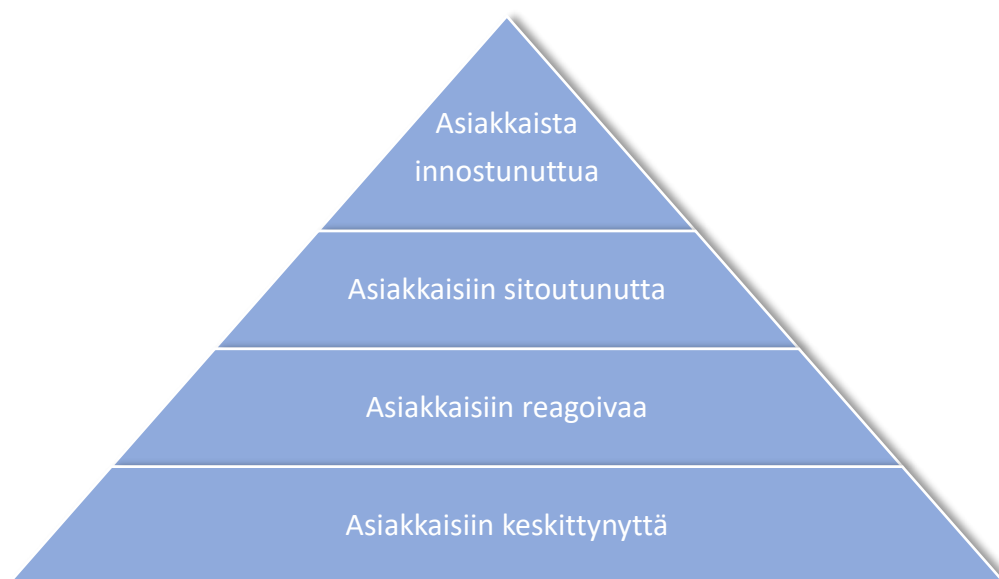 Asiakkaista
innostunuttua
Asiakkaisiin sitoutunutta
Asiakkaisiin reagoivaa
Asiakkaisiin keskittynyttä